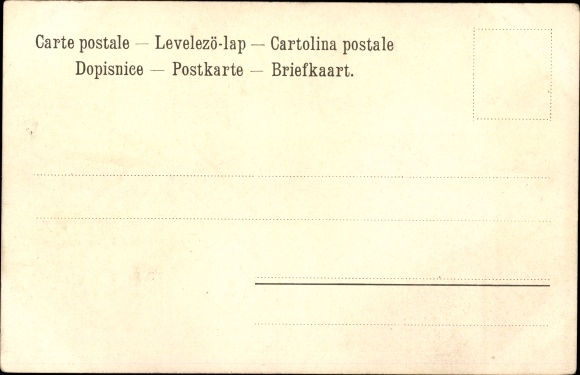 Carte postale — Levelezö-lap — Cartolina postale
Dopisnice — Postkarte — Briefkaart.